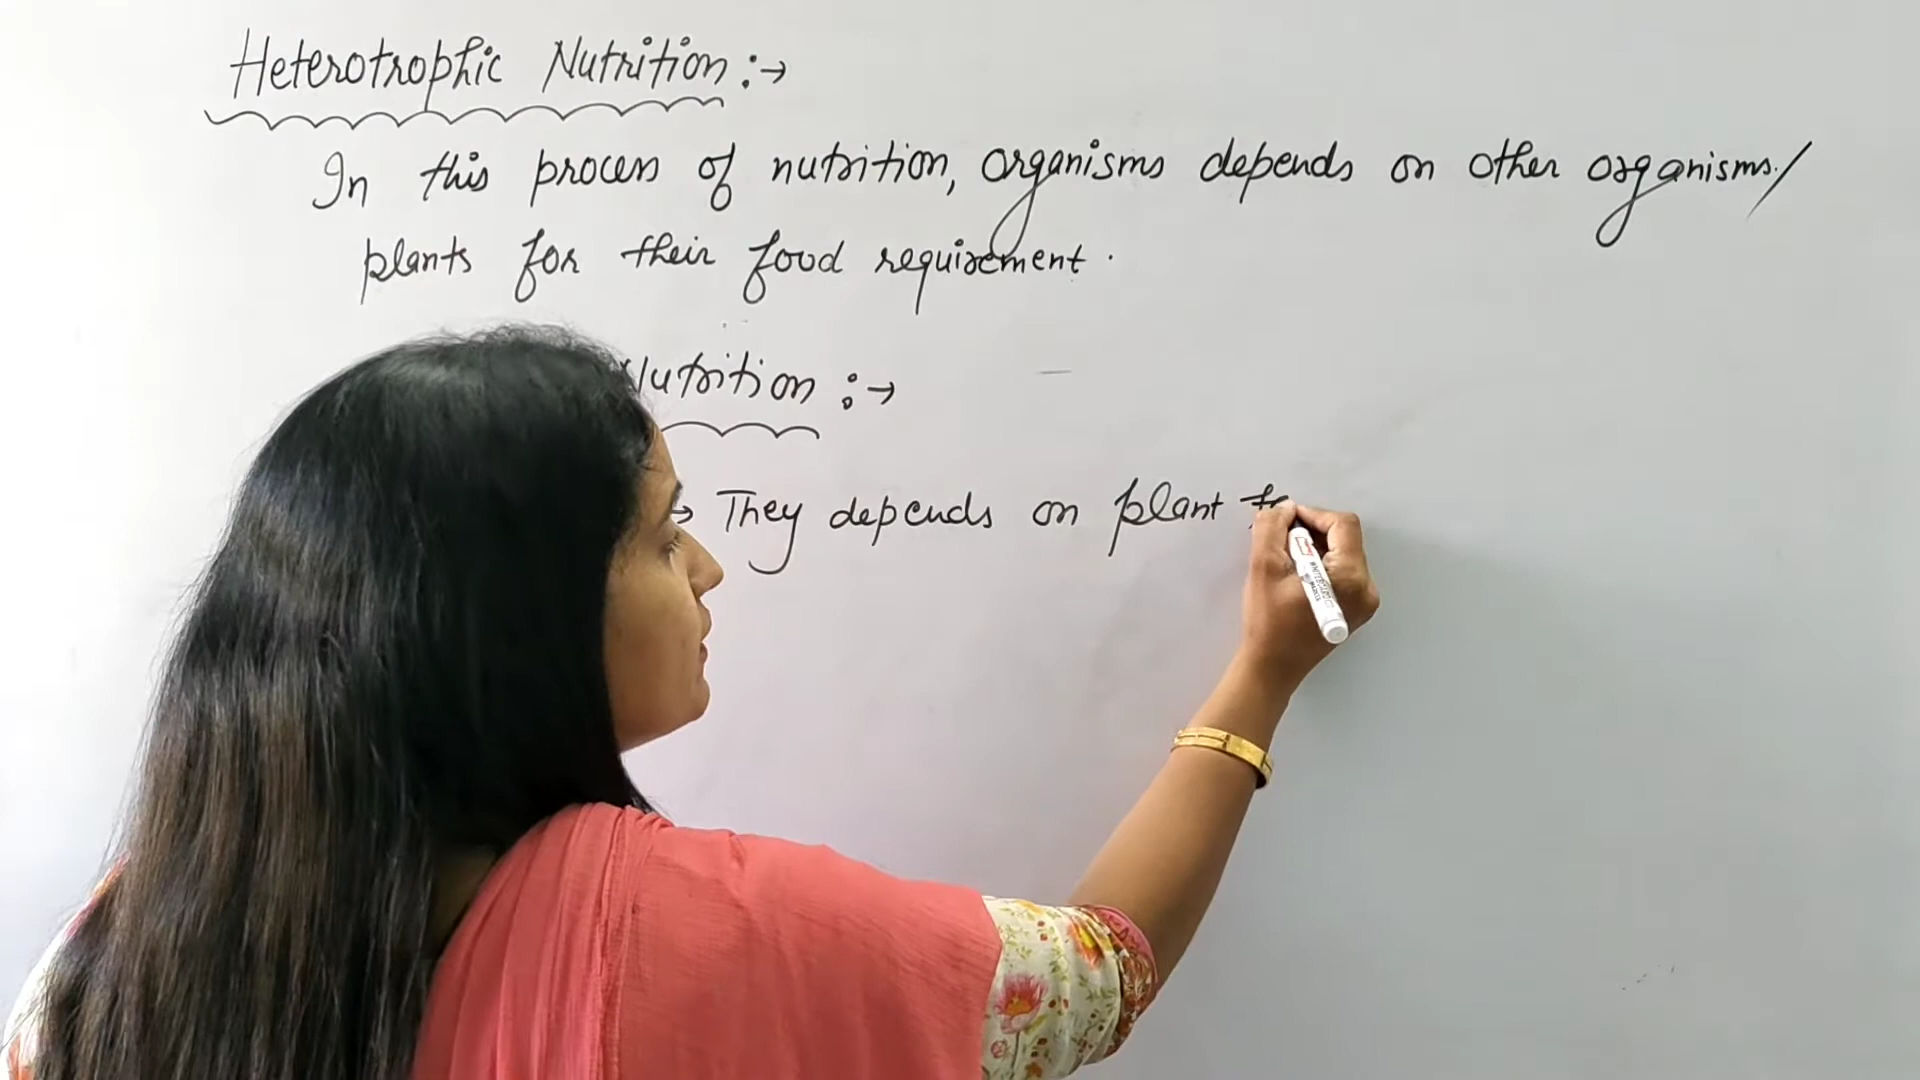 Heterotrophic Nutrition :→
In this process of nutrition, organisms depends on other organisms./
plants for their food requirement.
Nutrition :→
→ They depends on plant